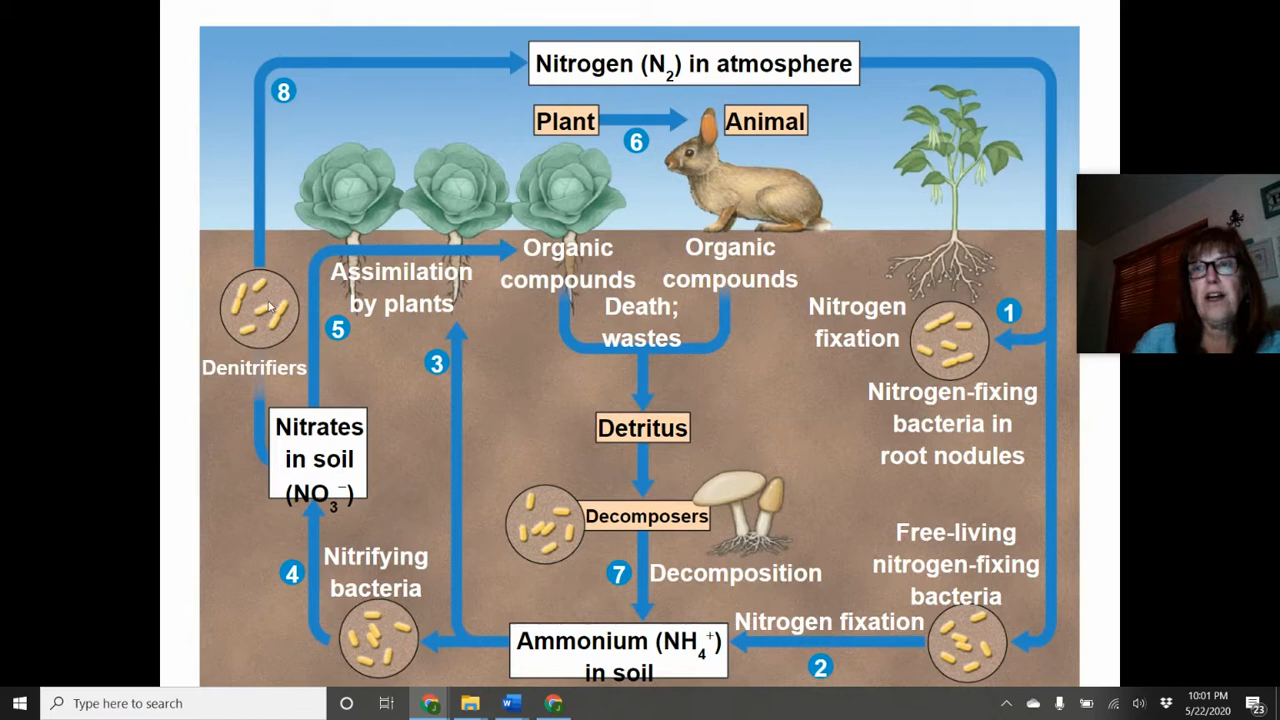 Nitrogen (N2) in atmosphere
8
Plant
6
Animal
Organic
compounds
Organic
compounds
Assimilation
by plants
5
3
Death;
wastes
Nitrogen
fixation
1
Denitrifiers
Nitrogen-fixing
bacteria in
root nodules
Nitrates
in soil
(NO3–)
Detritus
Decomposers
Free-living
nitrogen-fixing
bacteria
4
Nitrifying
bacteria
7
Decomposition
Nitrogen fixation
2
Ammonium (NH4+)
in soil
Type here to search
10:01 PM
5/22/2020
23